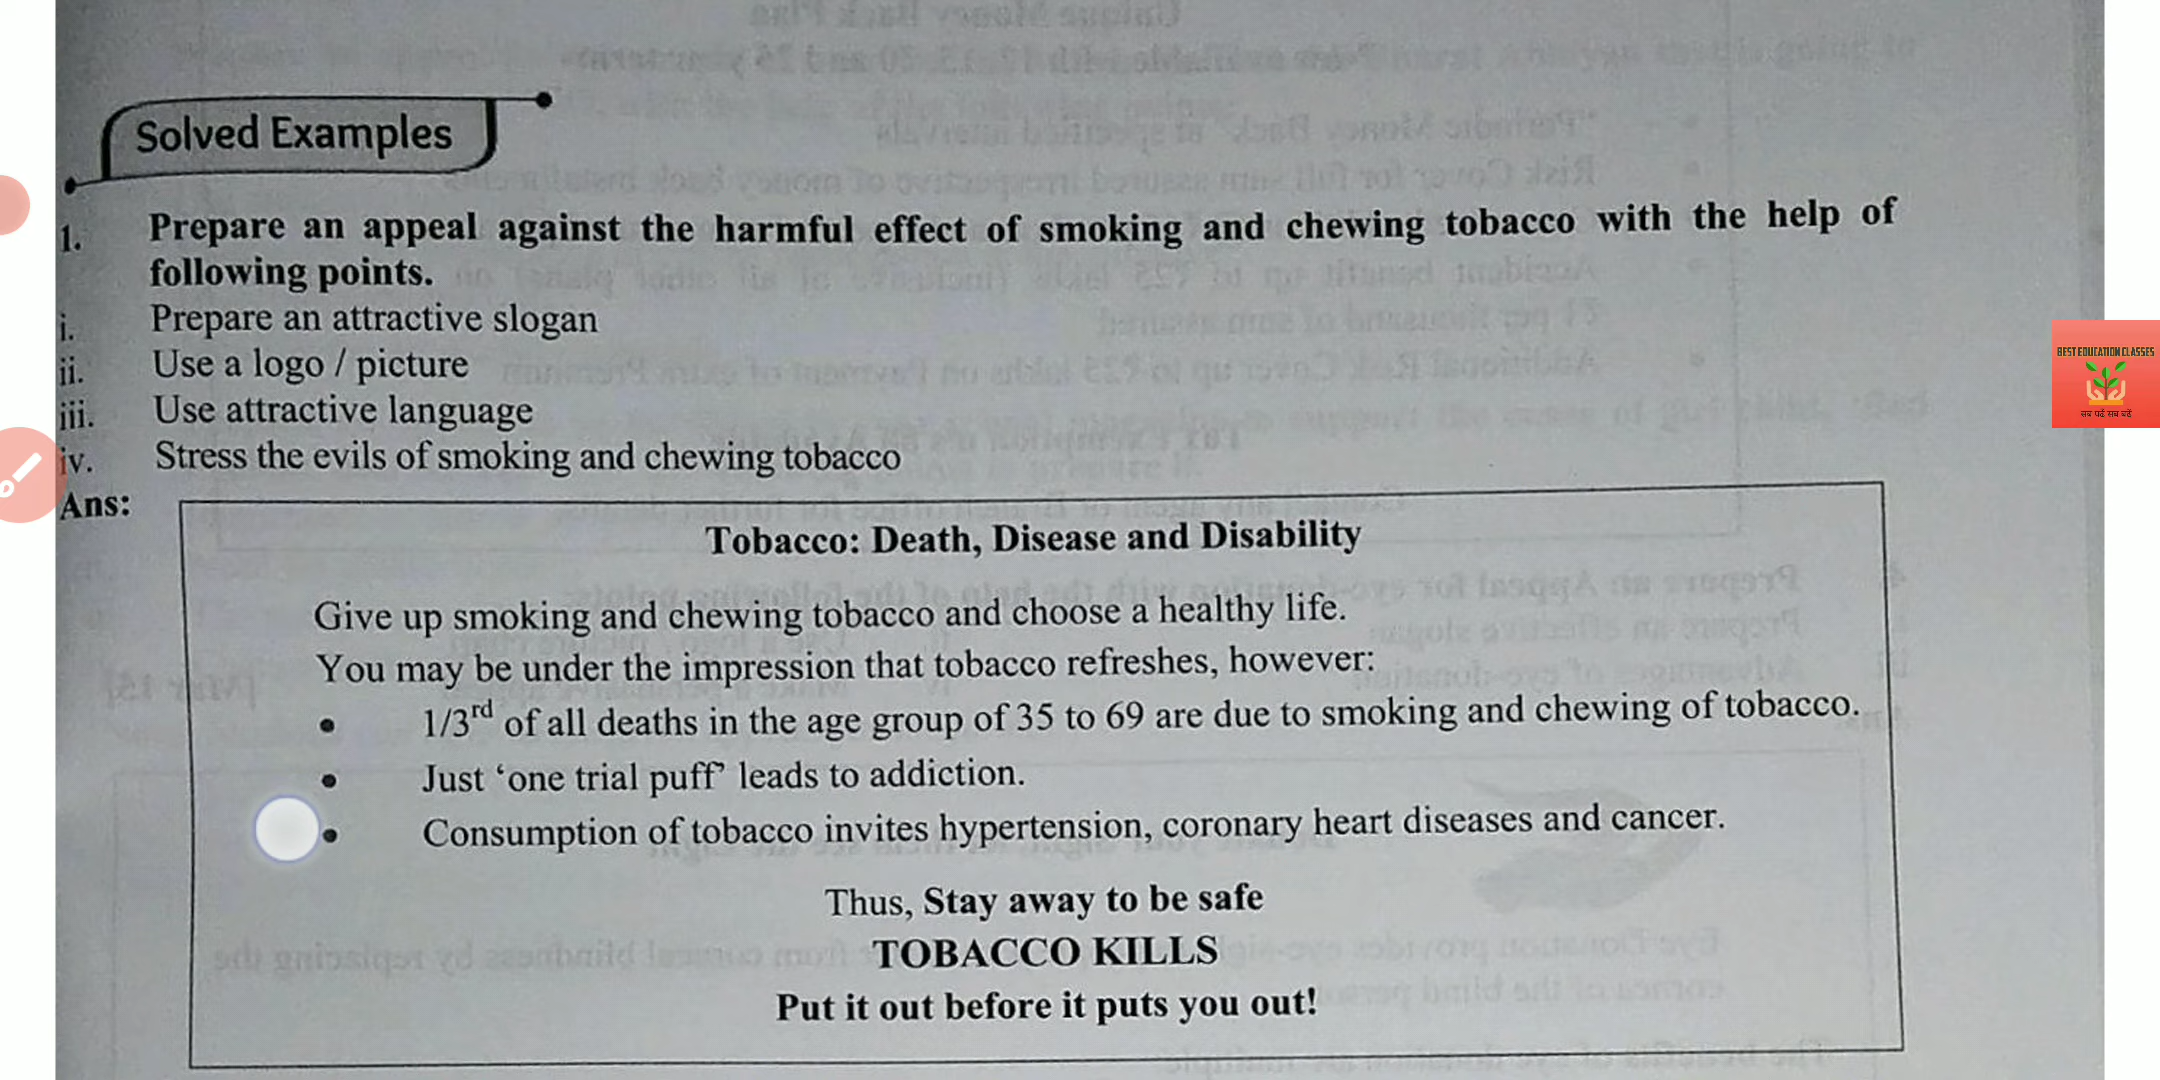 Solved Examples
1. Prepare an appeal against the harmful effect of smoking and chewing tobacco with the help of
following points.
i. Prepare an attractive slogan
ii. Use a logo / picture
iii. Use attractive language
iv. Stress the evils of smoking and chewing tobacco
Ans:
Tobacco: Death, Disease and Disability
Give up smoking and chewing tobacco and choose a healthy life.
You may be under the impression that tobacco refreshes, however:
• 1/3rd of all deaths in the age group of 35 to 69 are due to smoking and chewing of tobacco.
• Just ‘one trial puff’ leads to addiction.
• Consumption of tobacco invites hypertension, coronary heart diseases and cancer.
Thus, Stay away to be safe
TOBACCO KILLS
Put it out before it puts you out!
BEST EDUCATION CLASSES
सब पढें सब बढें